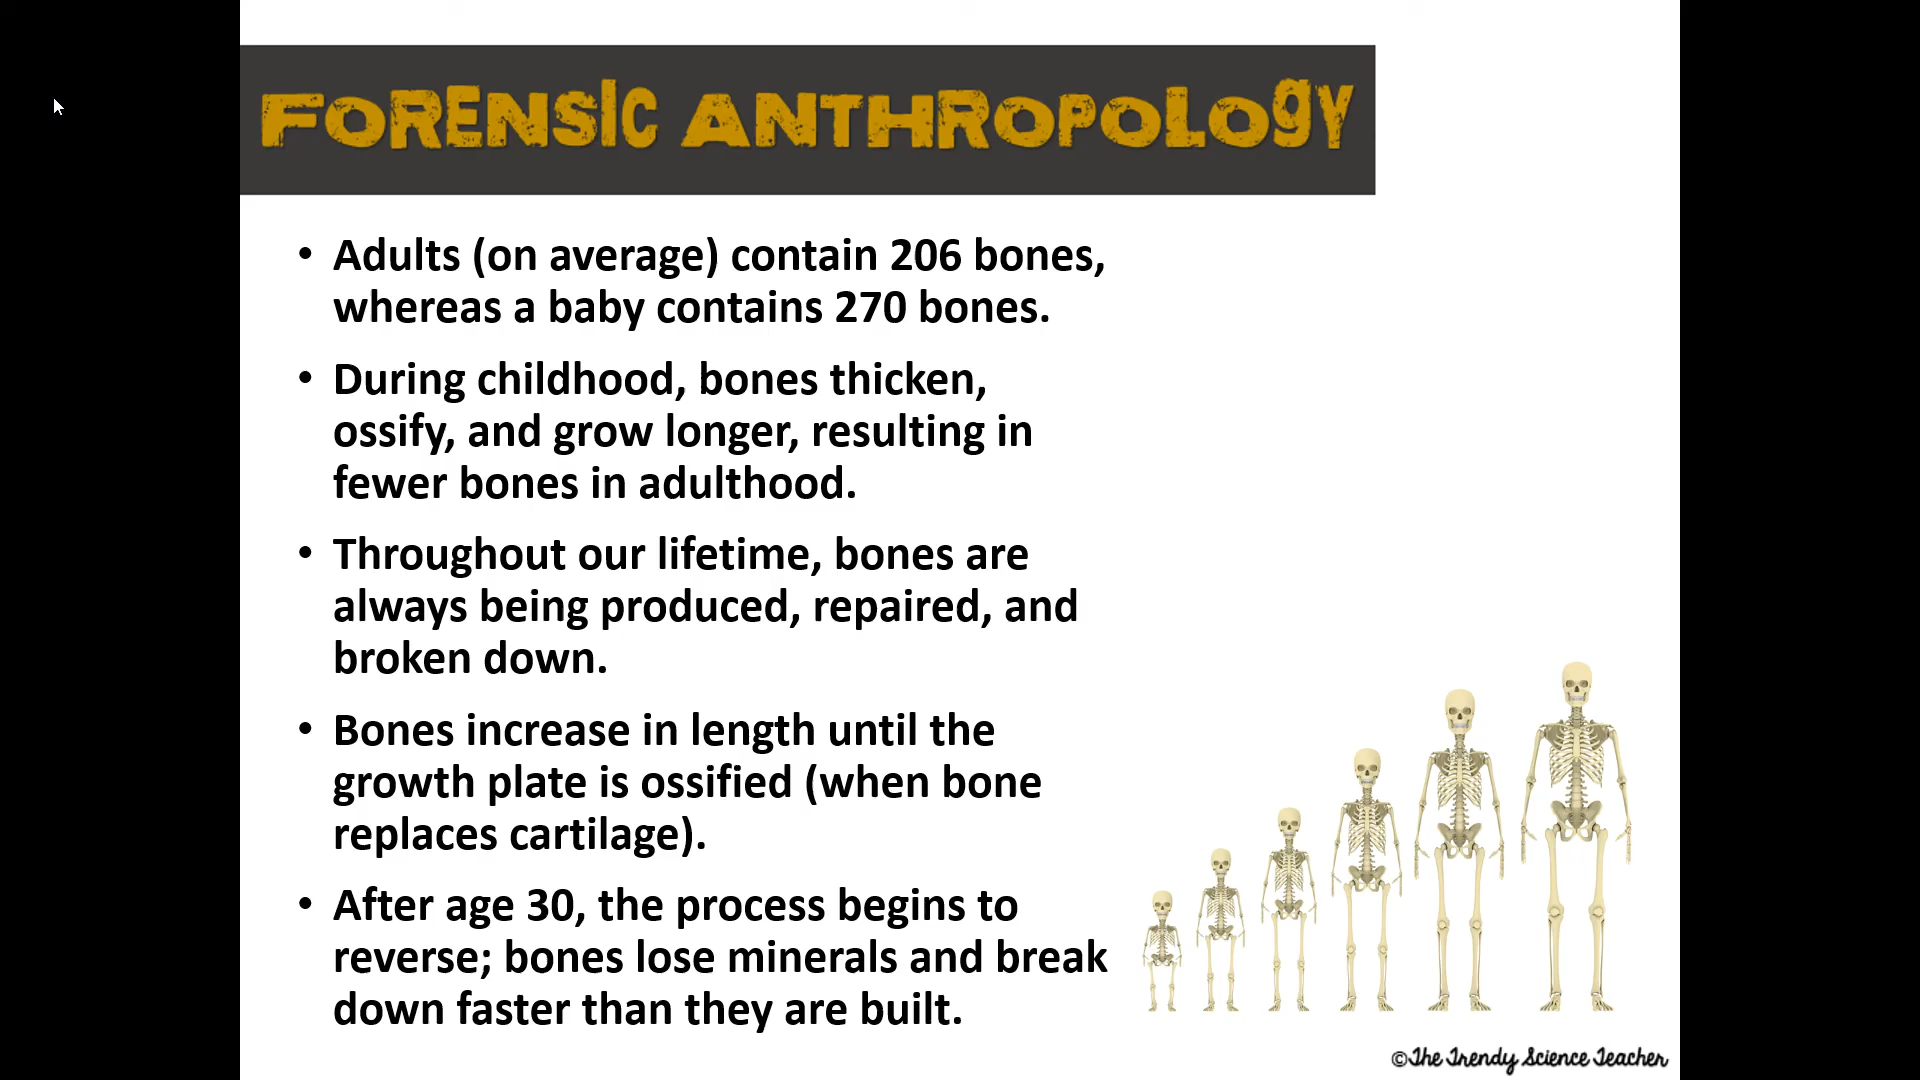 FORENSIC ANTHROPOLOGY
• Adults (on average) contain 206 bones,
whereas a baby contains 270 bones.
• During childhood, bones thicken,
ossify, and grow longer, resulting in
fewer bones in adulthood.
• Throughout our lifetime, bones are
always being produced, repaired, and
broken down.
• Bones increase in length until the
growth plate is ossified (when bone
replaces cartilage).
• After age 30, the process begins to
reverse; bones lose minerals and break
down faster than they are built.
©The Trendy Science Teacher